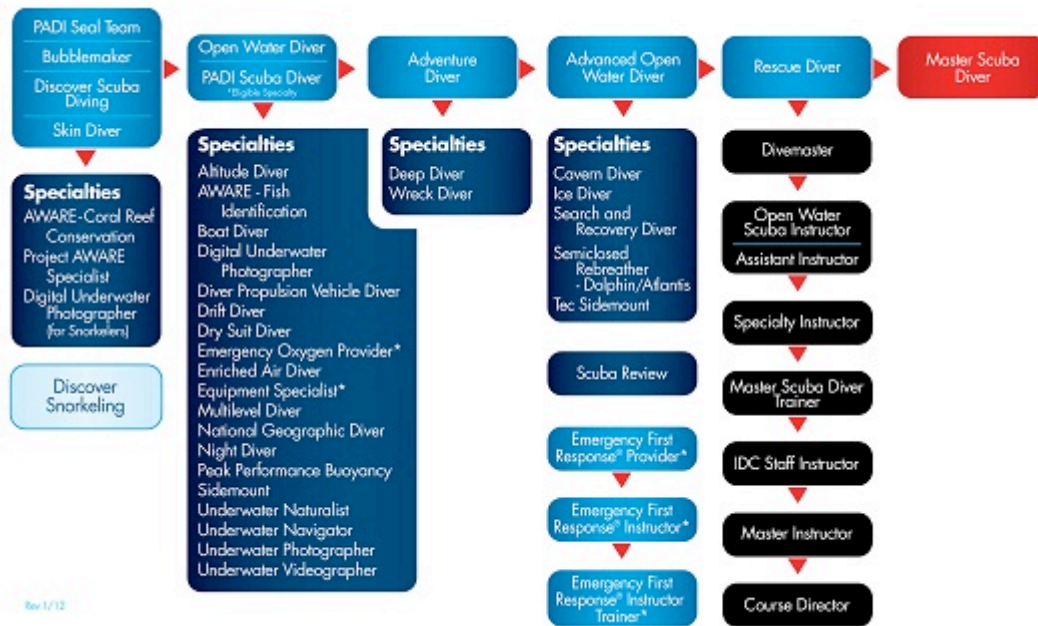 PADI Seal Team
Bubblemaker
Discover Scuba
Diving
Skin Diver
Specialties
AWARE-Coral Reef
Conservation
Project AWARE
Specialist
Digital Underwater
Photographer
(for Snorkelers)
Discover
Snorkeling
Open Water Diver
PADI Scuba Diver
*Eligible Specialty
Specialties
Altitude Diver
AWARE - Fish
Identification
Boat Diver
Digital Underwater
Photographer
Diver Propulsion Vehicle Diver
Drift Diver
Dry Suit Diver
Emergency Oxygen Provider*
Enriched Air Diver
Equipment Specialist*
Multilevel Diver
National Geographic Diver
Night Diver
Peak Performance Buoyancy
Sidemount
Underwater Naturalist
Underwater Navigator
Underwater Photographer
Underwater Videographer
Adventure
Diver
Specialties
Deep Diver
Wreck Diver
Advanced Open
Water Diver
Specialties
Cavern Diver
Ice Diver
Search and
Recovery Diver
Semiclosed
Rebreather
- Dolphin/Atlantis
Tec Sidemount
Scuba Review
Emergency First
Response® Provider*
Emergency First
Response® Instructor*
Emergency First
Response® Instructor
Trainer*
Rescue Diver
Divemaster
Open Water
Scuba Instructor
Assistant Instructor
Specialty Instructor
Master Scuba Diver
Trainer
IDC Staff Instructor
Master Instructor
Course Director
Master Scuba
Diver
Rev.1/12